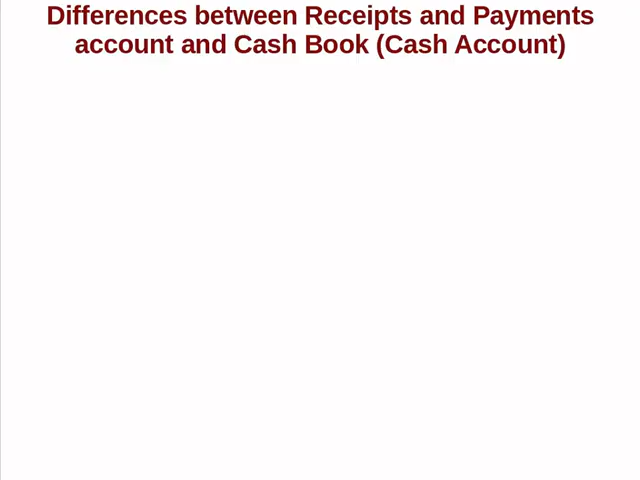 Differences between Receipts and Payments
account and Cash Book (Cash Account)